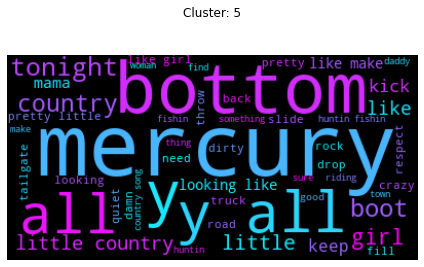 Cluster: 5
tonight
woman
like girl
find
pretty
like make
daddy
mama
bottom
kick
country
back
like
pretty little
throw
fishin
something
huntin fishin
slide
make
mercury
thing
need
dirty
rock
drop
respect
tailgate
looking
looking like
sure
riding
crazy
all
y
y
all
boot
quiet
damn
country song
truck
good
town
girl
road
little country
huntin
little
keep
fill